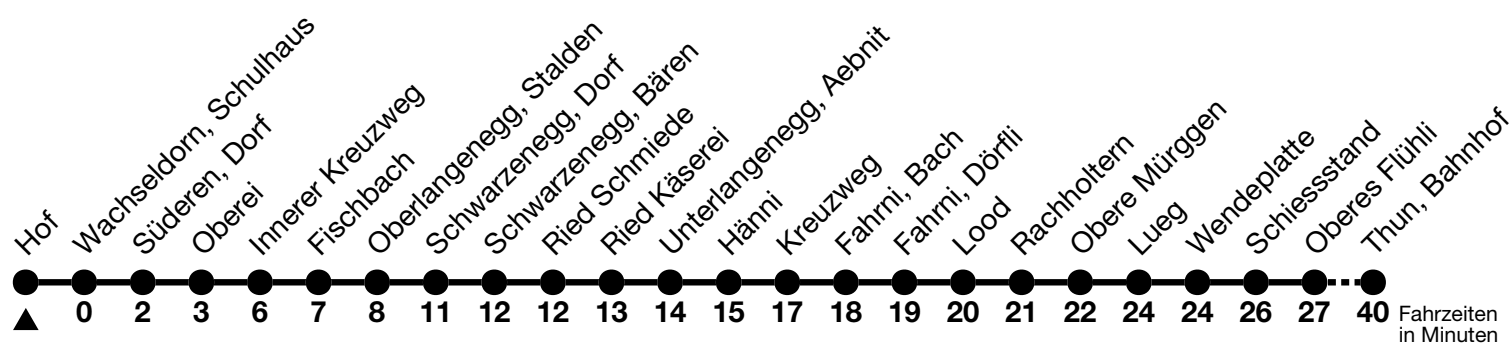 Hof
Wachseldorn, Schulhaus
Süderen, Dorf
Oberei
Innerer Kreuzweg
Fischbach
Oberlangenegg, Stalden
Schwarzenegg, Dorf
Schwarzenegg, Bären
Ried Schmiede
Ried Käserei
Unterlangenegg, Aebnit
Hänni
Kreuzweg
Fahrni, Bach
Fahrni, Dörfli
Lood
Rachholtern
Obere Mürggen
Lueg
Wendeplatte
Schiessstand
Oberes Flühli
Thun, Bahnhof
0 2 3 6 7 8 11 12 12 13 14 15 17 18 19 20 21 22 24 24 26 27 40
Fahrzeiten
in Minuten